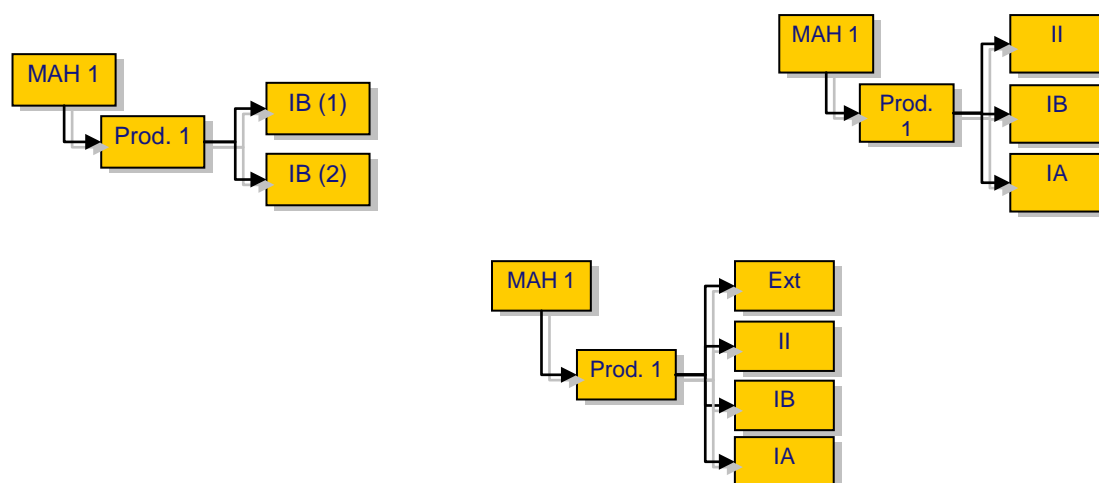 MAH 1
Prod. 1
IB (1)
IB (2)
MAH 1
Prod.
1
II
IB
IA
MAH 1
Prod. 1
Ext
II
IB
IA